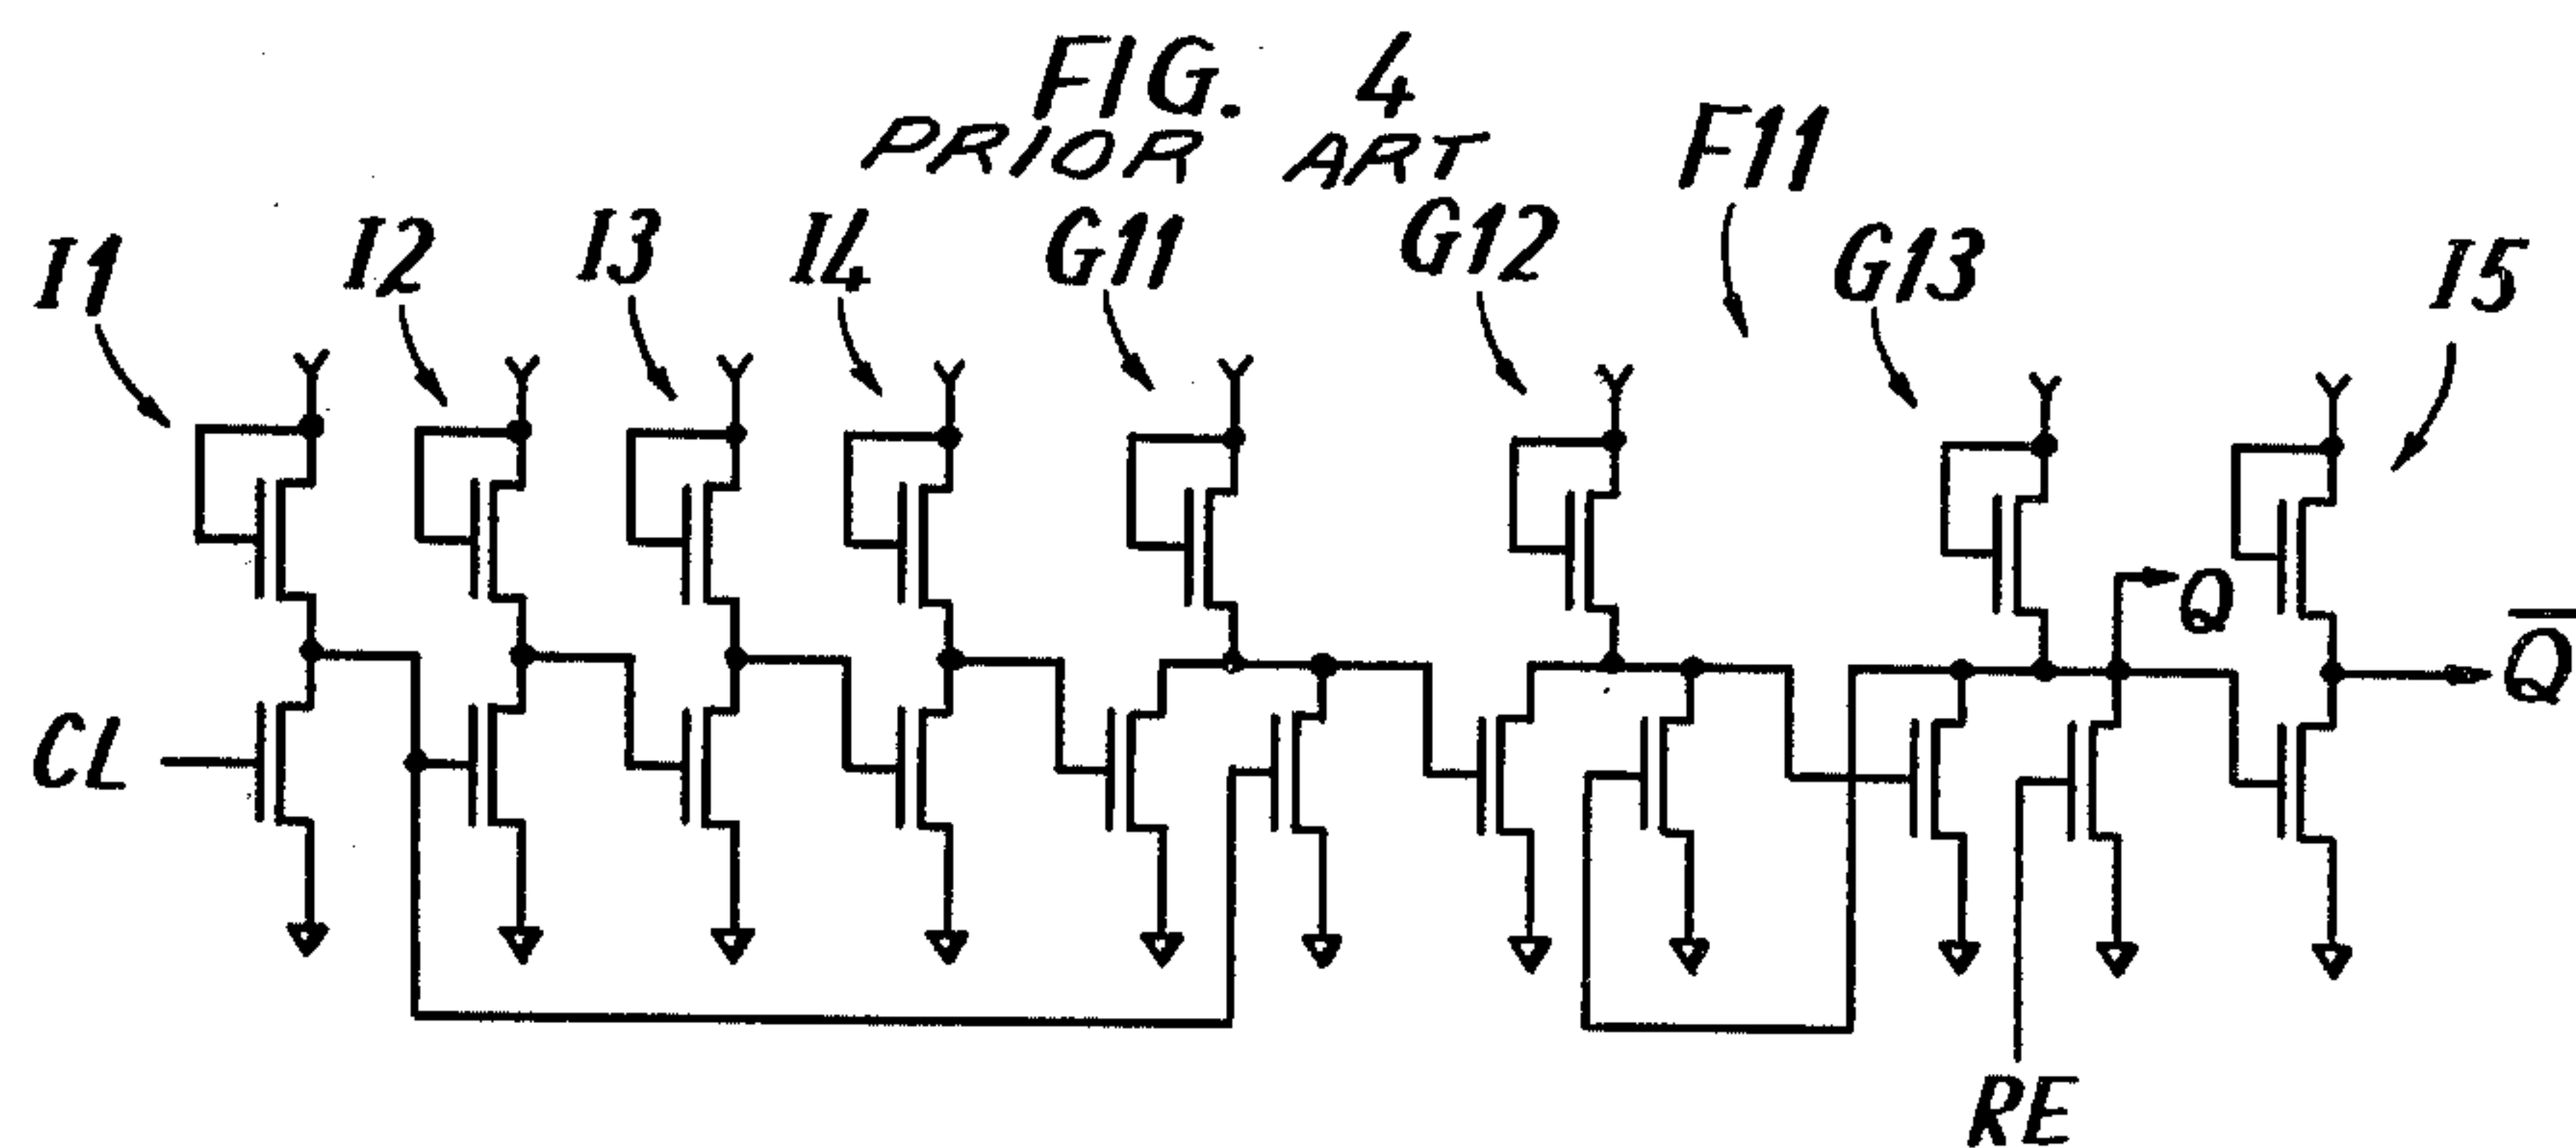 FIG. 4
PRIOR ART
F11
I1
I2
I3
I4
G11
G12
G13
I5
Q
Q̅
CL
RE